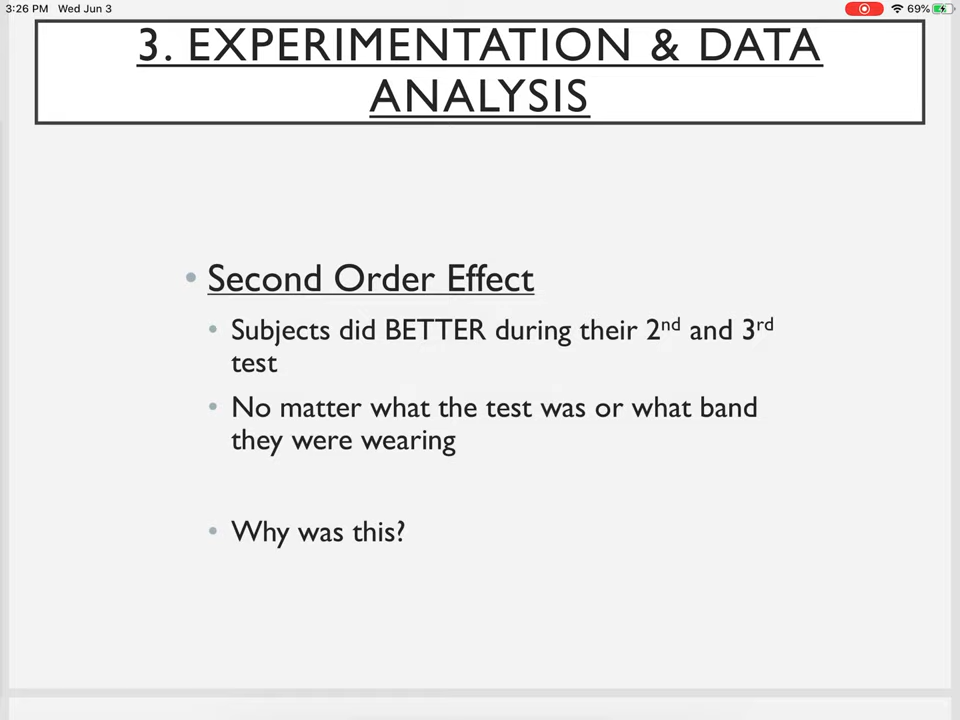 3:26 PM Wed Jun 3
69%
3. EXPERIMENTATION & DATA
ANALYSIS
• Second Order Effect
• Subjects did BETTER during their 2nd and 3rd
test
• No matter what the test was or what band
they were wearing
• Why was this?